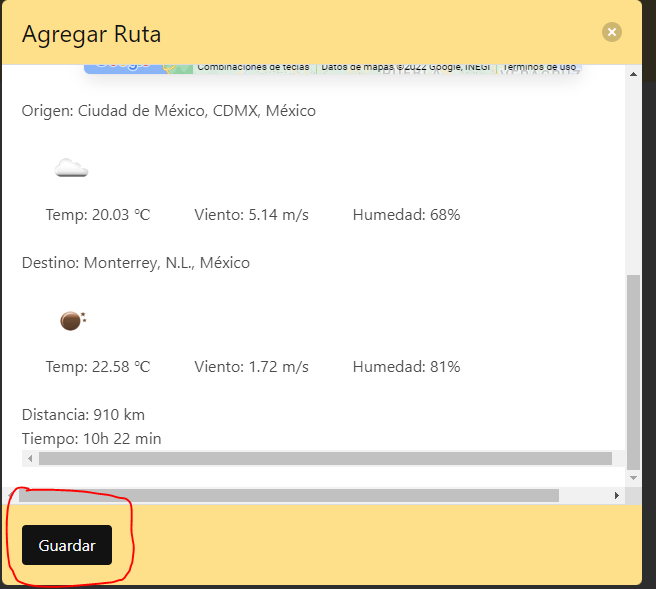 Agregar Ruta
Google Combinaciones de teclas Datos de mapas ©2022 Google, INEGI Términos de uso
Origen: Ciudad de México, CDMX, México
Temp: 20.03 °C Viento: 5.14 m/s Humedad: 68%
Destino: Monterrey, N.L., México
Temp: 22.58 °C Viento: 1.72 m/s Humedad: 81%
Distancia: 910 km
Tiempo: 10h 22 min
Guardar